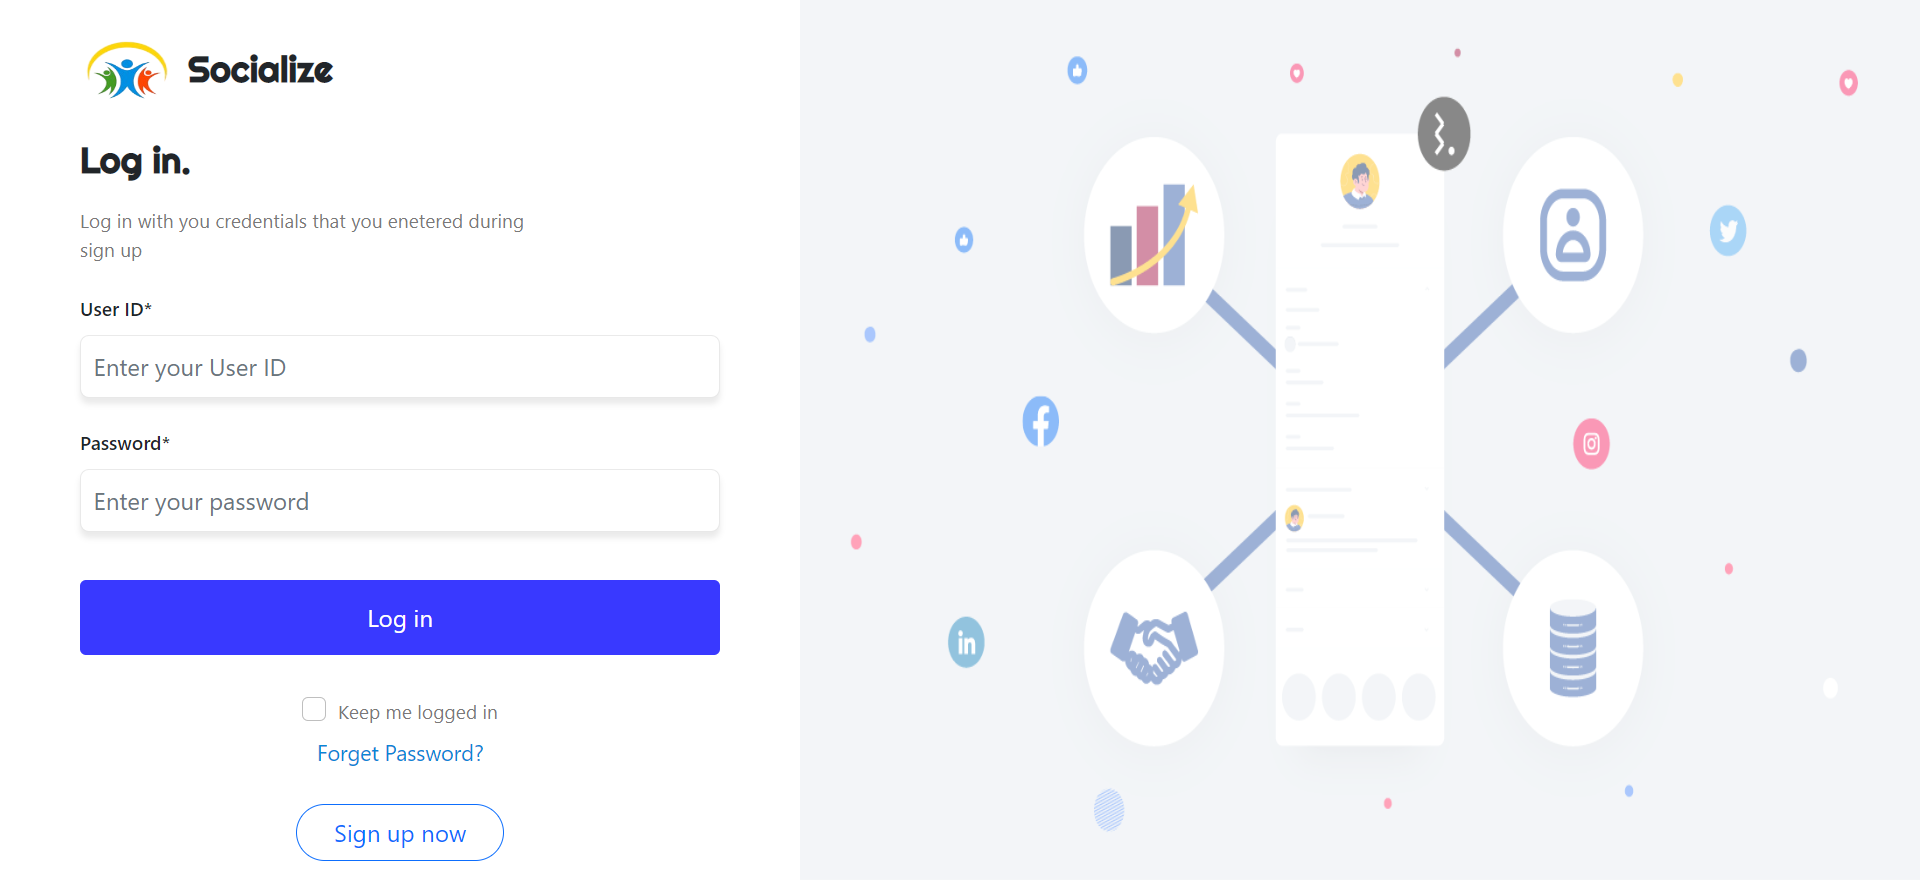 Socialize
Log in.
Log in with you credentials that you enetered during
sign up
User ID*
Enter your User ID
Password*
Enter your password
Log in
Keep me logged in
Forget Password?
Sign up now
in